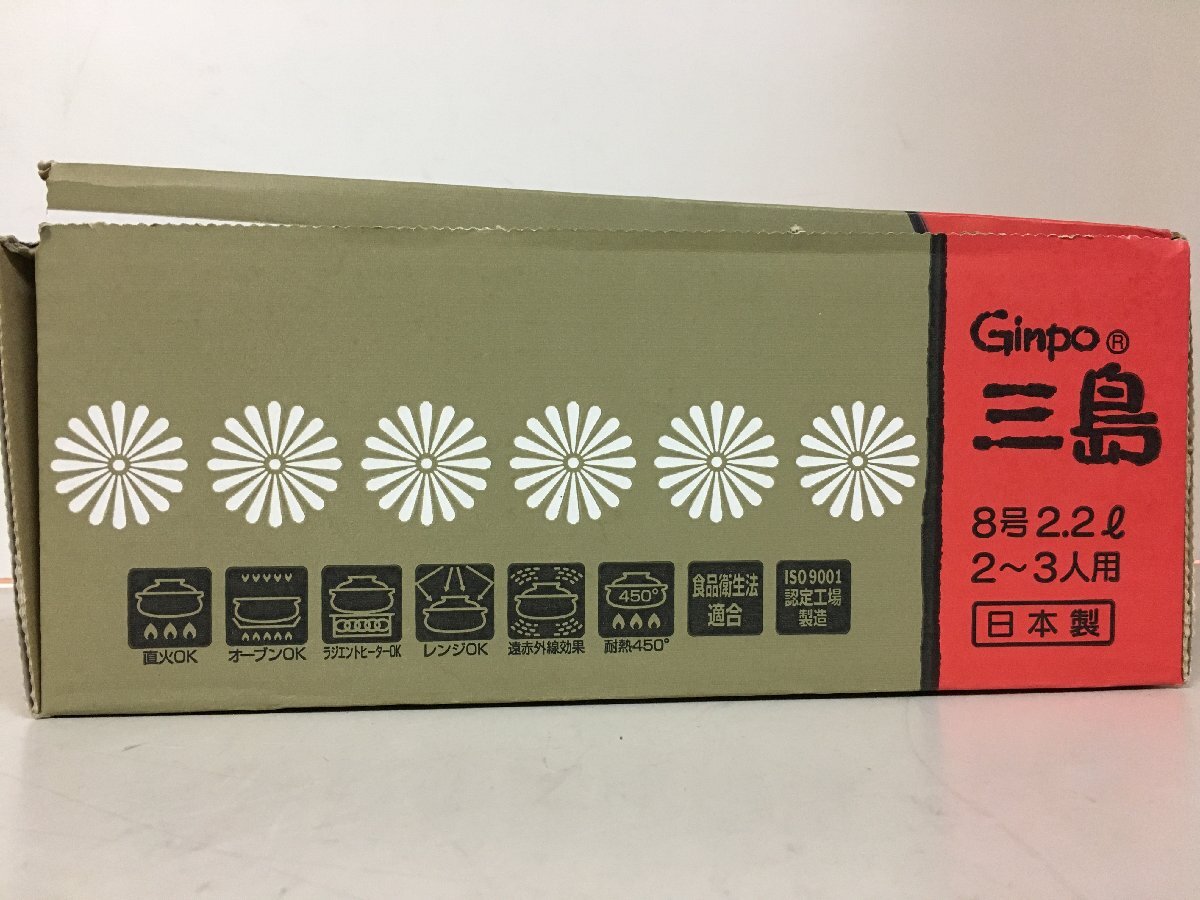 Ginpo®
三島
8号2.2ℓ
2～3人用
日本製
450°
食品衛生法
適合
ISO9001
認定工場
製造
直火OK
オーブンOK
ラジエントヒーターOK
レンジOK
遠赤外線効果
耐熱450°